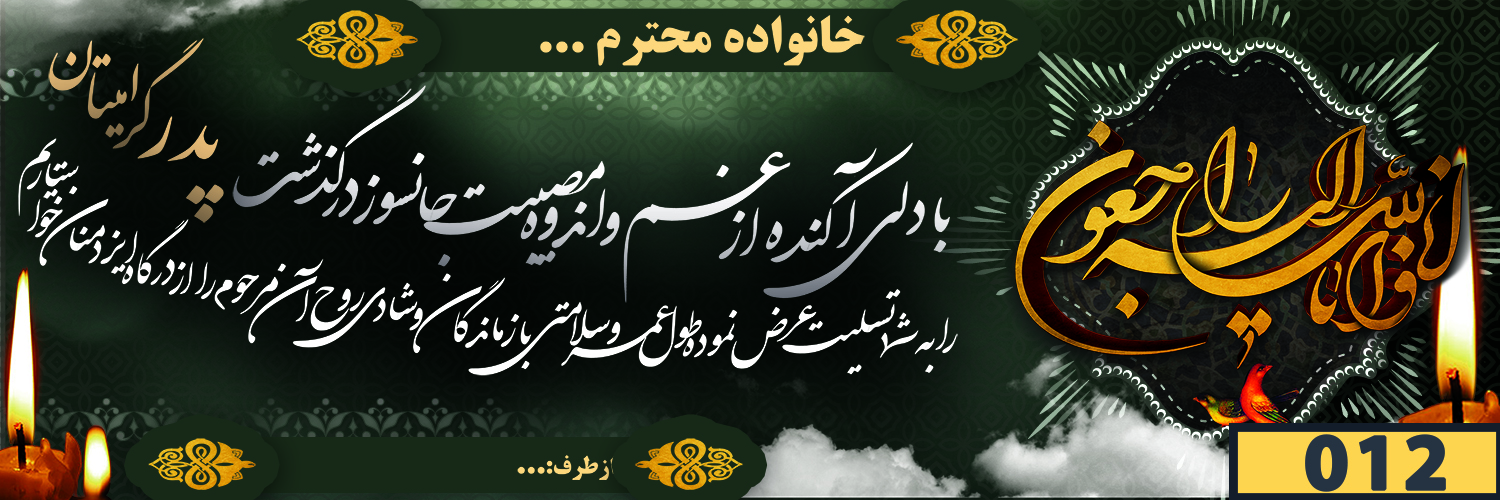 خانواده محترم ...
انا لله و انا الیه راجعون
با دلی آکنده از غم و اندوه مصیبت جانسوز درگذشت پدر گرامیتان
را به شما تسلیت عرض نموده طول عمر و سلامتی بازماندگان و شادی روح آن مرحوم را از درگاه ایزد منان خواستاریم
از طرف:...
012